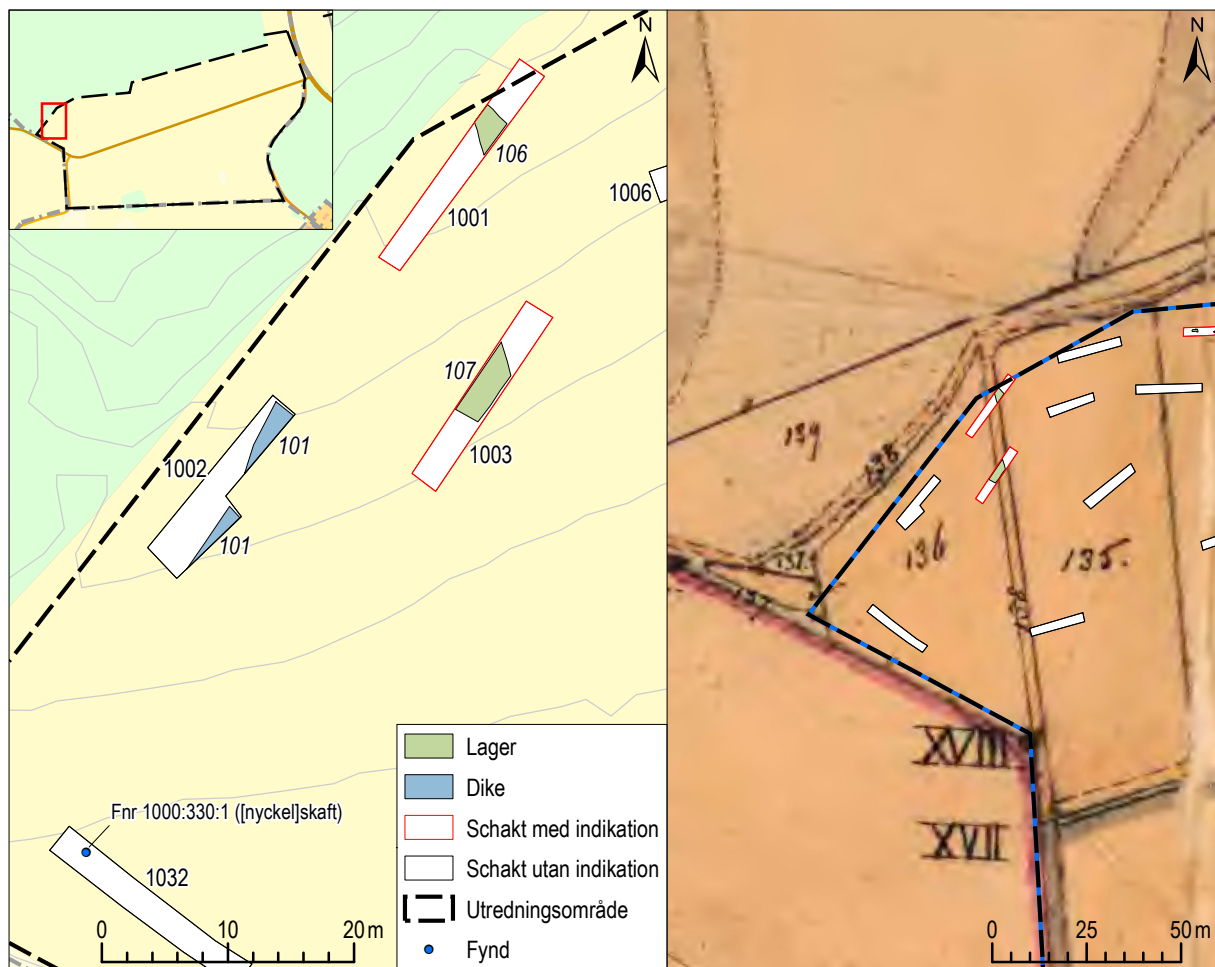 N
106
1006
1001
107
1003
1002
101
101
Fnr 1000:330:1 ([nyckel]skaft)
1032
0 10 20 m
Lager
Dike
Schakt med indikation
Schakt utan indikation
Utredningsområde
Fynd
N
139
138
136
135.
XVIII
XVII
0 25 50 m